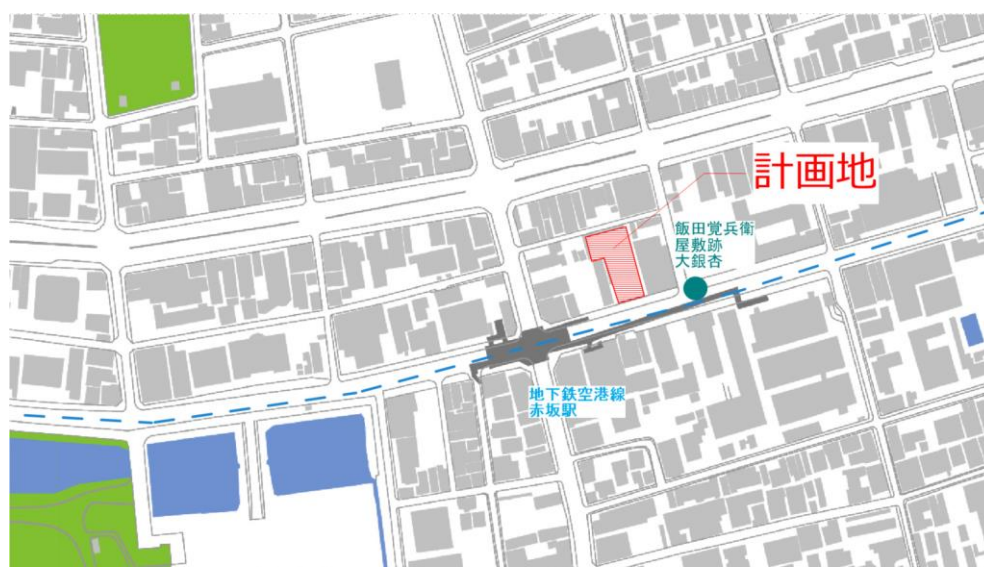 計画地
飯田覚兵衛
屋敷跡
大銀杏
地下鉄空港線
赤坂駅